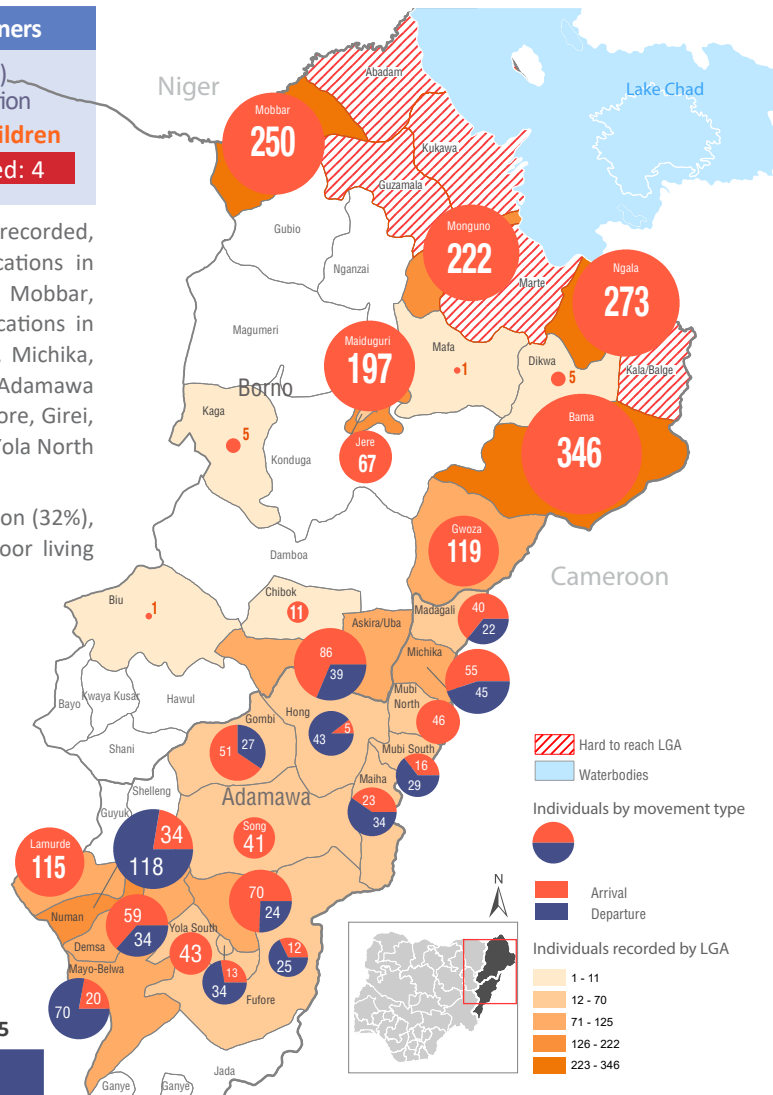 ners
)
tion
ildren
ed: 4
recorded,
cations in
Mobbar,
cations in
, Michika,
Adamawa
ore, Girei,
Yola North
on (32%),
oor living
5
Niger
Lake Chad
Cameroon
Borno
Adamawa
Abadam
Mobbar
250
Kukawa
Guzamala
Gubio
Monguno
222
Nganzai
Marte
Ngala
273
Magumeri
Maiduguri
197
Mafa
1
Dikwa
5
Kala/Balge
Kaga
5
Jere
67
Konduga
Bama
346
Gwoza
119
Damboa
Biu
1
Chibok
11
Madagali
40
22
Askira/Uba
86
39
Michika
55
45
Bayo
Kwaya Kusar
Hawul
Mubi
North
46
Gombi
51
27
Hong
43
5
Shani
Mubi South
16
29
Maiha
23
34
Shelleng
Guyuk
34
118
Song
41
Lamurde
115
Numan
59
34
70
24
Demsa
Yola South
43
12
25
Mayo-Belwa
20
70
13
34
Fufore
Jada
Ganye
Ganye
Hard to reach LGA
Waterbodies
Individuals by movement type
Arrival
Departure
N
Individuals recorded by LGA
1 - 11
12 - 70
71 - 125
126 - 222
223 - 346